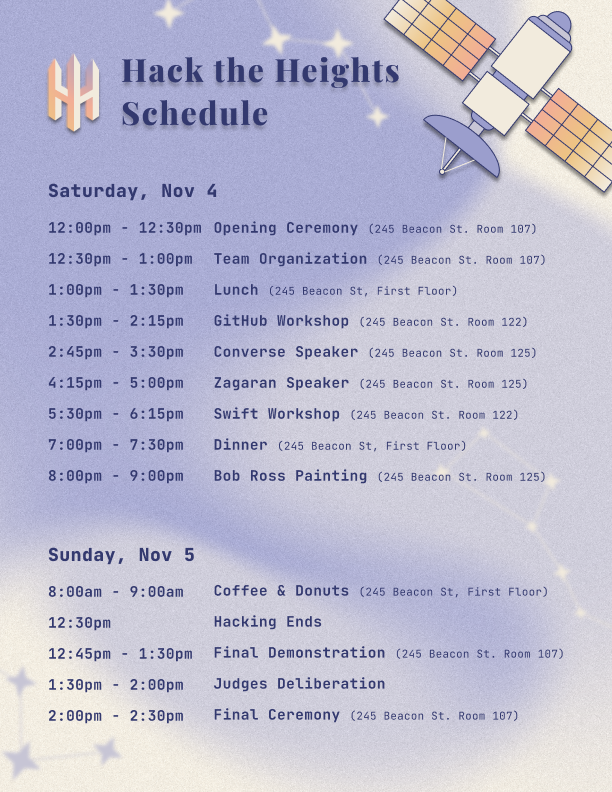 Hack the Heights
Schedule
Saturday, Nov 4
12:00pm - 12:30pm Opening Ceremony (245 Beacon St. Room 107)
12:30pm - 1:00pm Team Organization (245 Beacon St. Room 107)
1:00pm - 1:30pm Lunch (245 Beacon St, First Floor)
1:30pm - 2:15pm GitHub Workshop (245 Beacon St. Room 122)
2:45pm - 3:30pm Converse Speaker (245 Beacon St. Room 125)
4:15pm - 5:00pm Zagaran Speaker (245 Beacon St. Room 125)
5:30pm - 6:15pm Swift Workshop (245 Beacon St. Room 122)
7:00pm - 7:30pm Dinner (245 Beacon St, First Floor)
8:00pm - 9:00pm Bob Ross Painting (245 Beacon St. Room 125)
Sunday, Nov 5
8:00am - 9:00am Coffee & Donuts (245 Beacon St, First Floor)
12:30pm Hacking Ends
12:45pm - 1:30pm Final Demonstration (245 Beacon St. Room 107)
1:30pm - 2:00pm Judges Deliberation
2:00pm - 2:30pm Final Ceremony (245 Beacon St. Room 107)